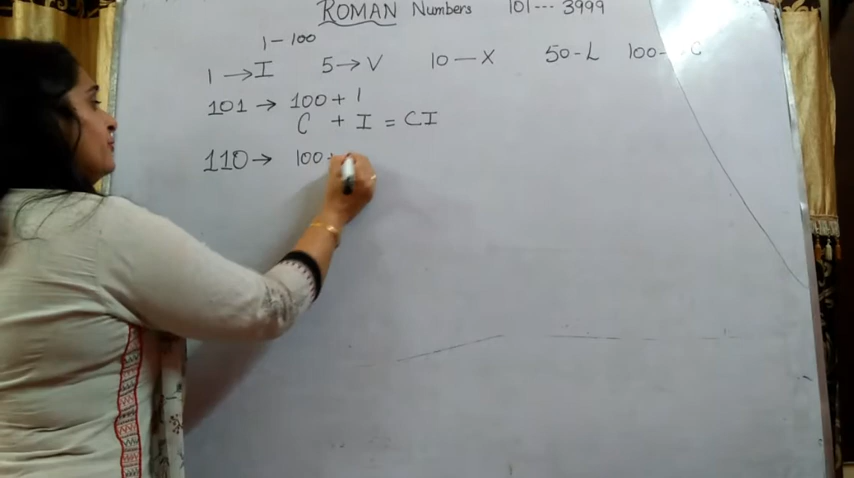 ROMAN Numbers 101--- 3999
1-100
1 → I 5 → V 10 — X 50 - L 100- C
101 → 100 + 1
C + I = CI
110 → 100+